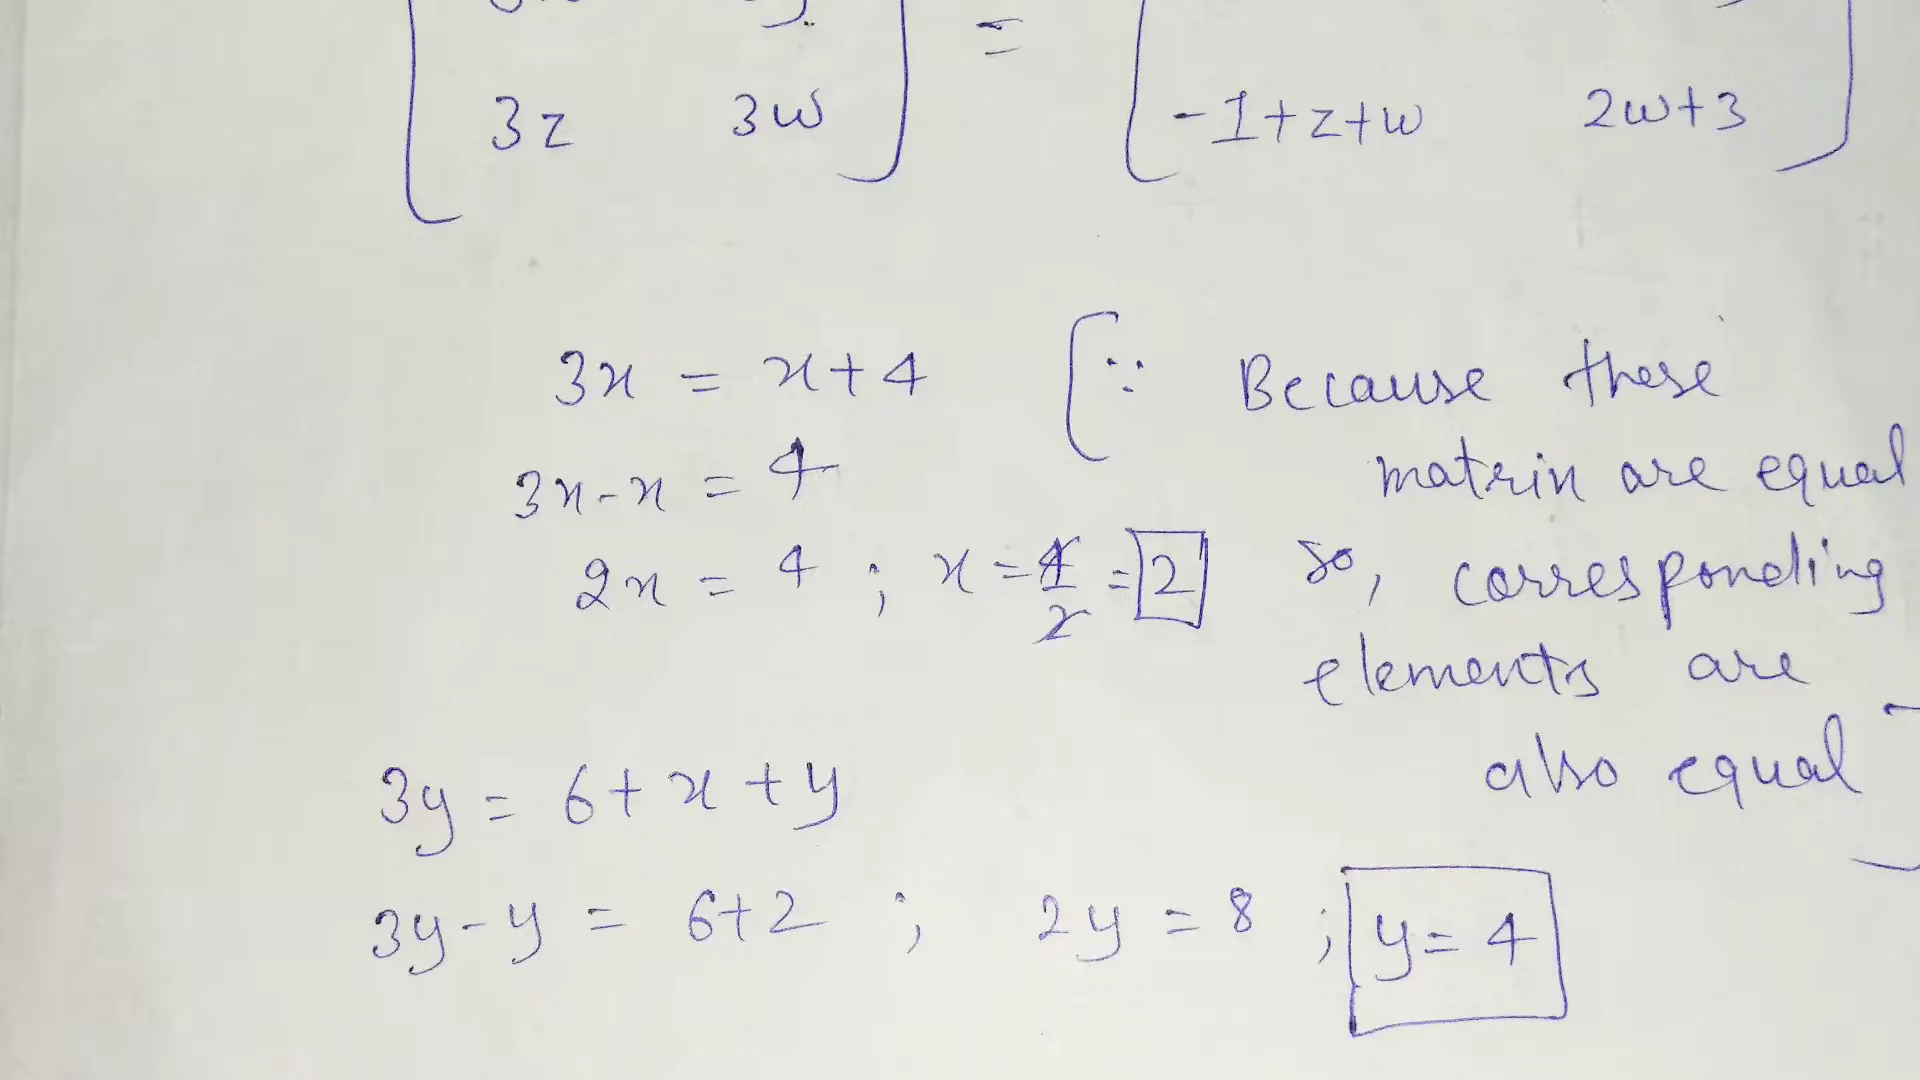 =
3z 3w -1+z+w 2w+3
3x = x+4 [∵ Because these
3x-x = 4 matrix are equal
2x = 4 ; x = 4/2 = 2 so, corresponding
elements are
also equal ]
3y = 6+x+y
3y-y = 6+2 ; 2y = 8 ; y = 4